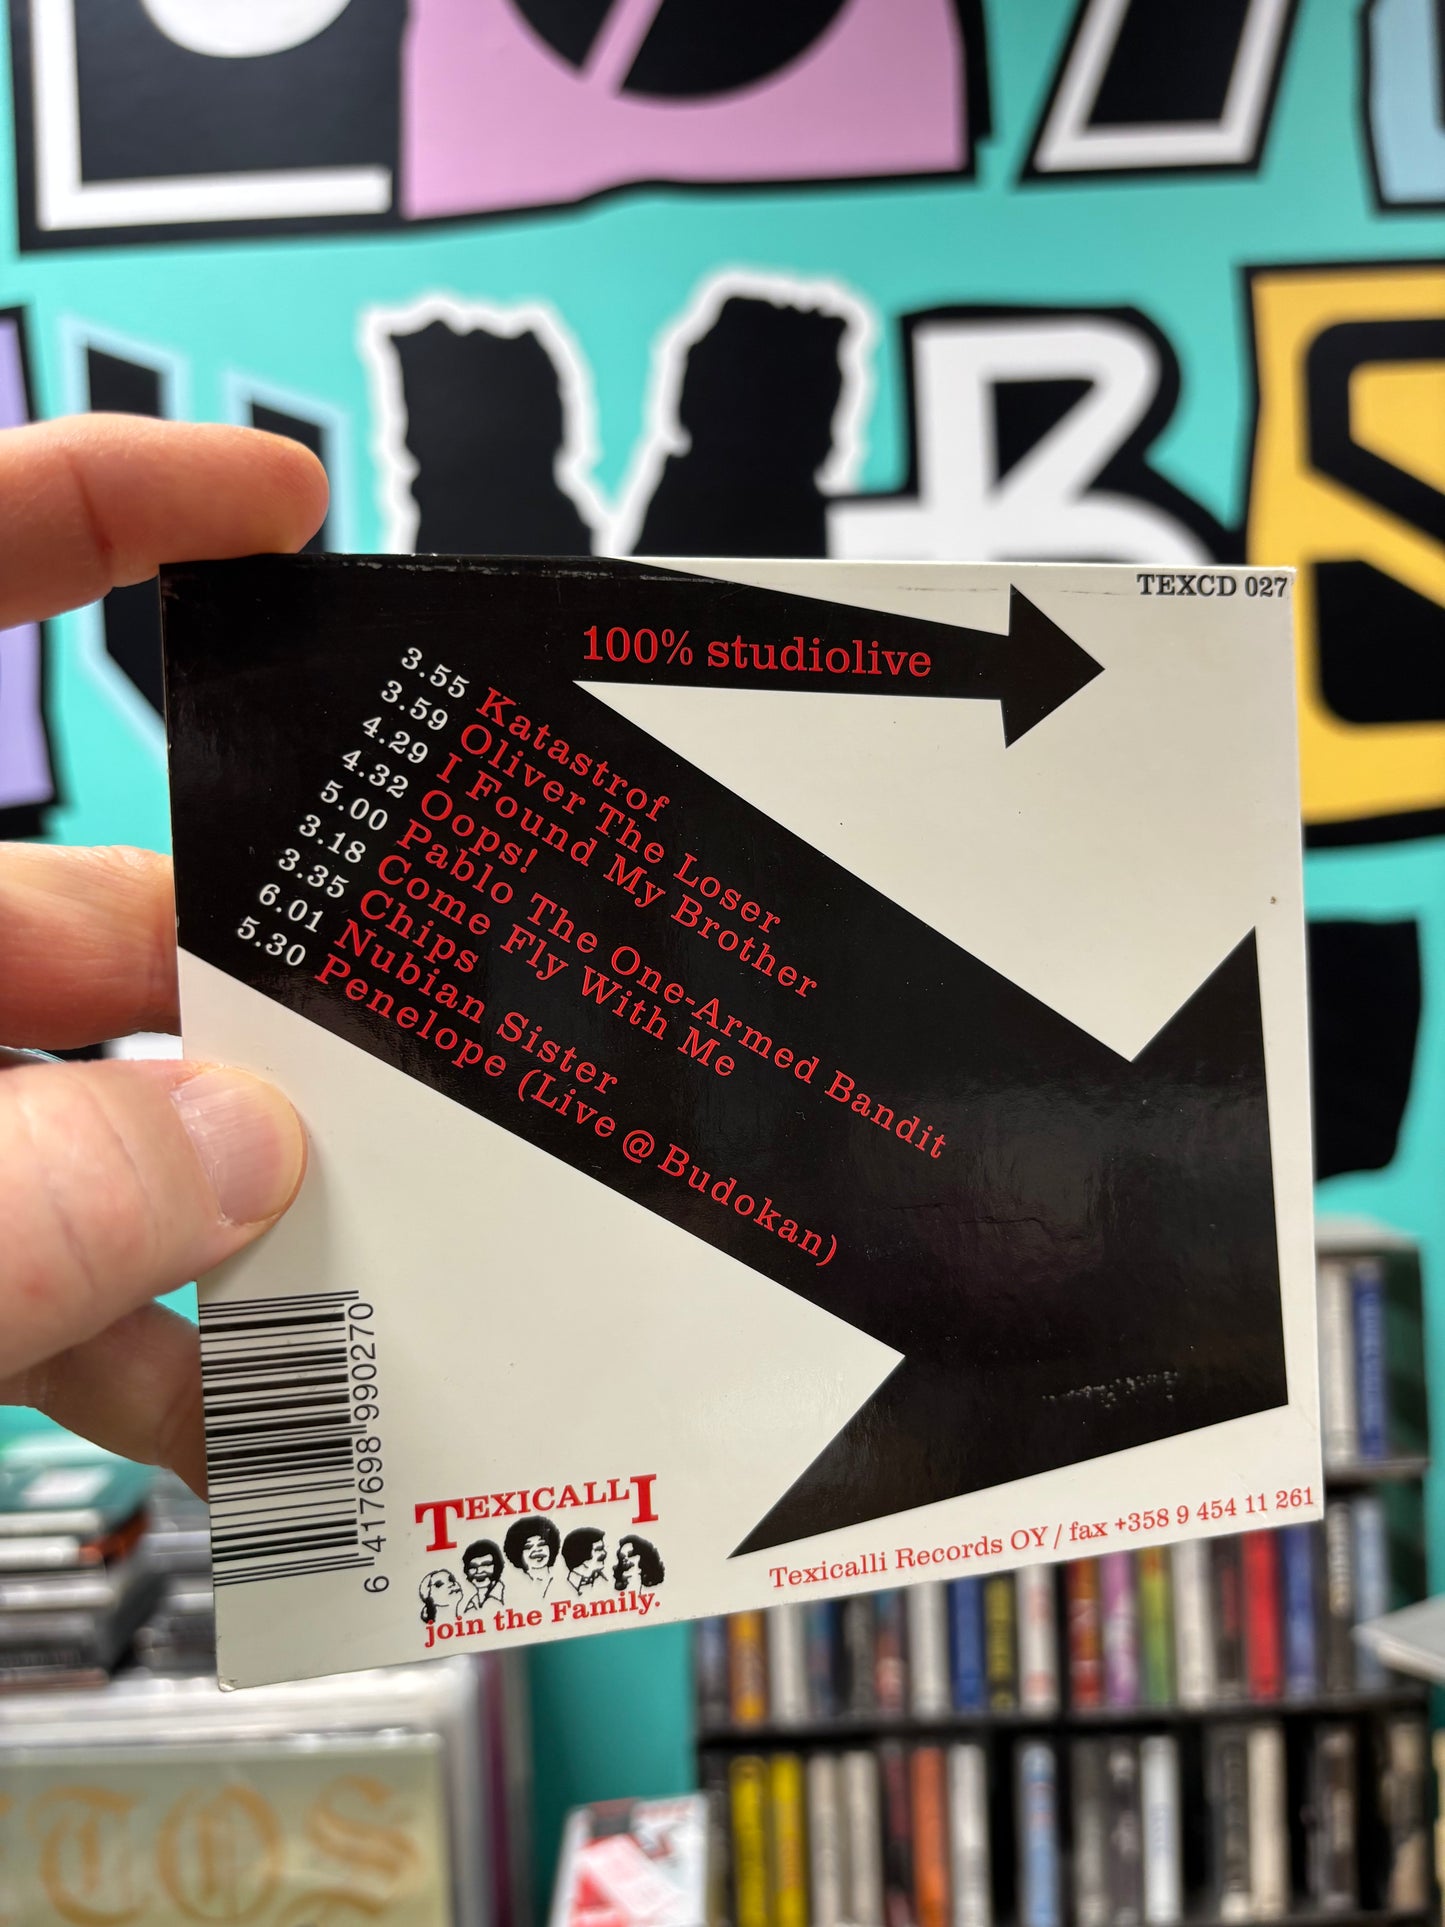 TEXCD 027
100% studiolive
3.55 Katastrof
3.59 Oliver The Loser
4.29 I Found My Brother
4.32 Oops!
5.00 Pablo The One-Armed Bandit
3.18 Come Fly With Me
3.35 Chips
6.01 Nubian Sister
5.30 Penelope (Live @ Budokan)
6 417698 990270
TEXICALLI
join the Family.
Texicalli Records OY / fax +358 9 454 11 261